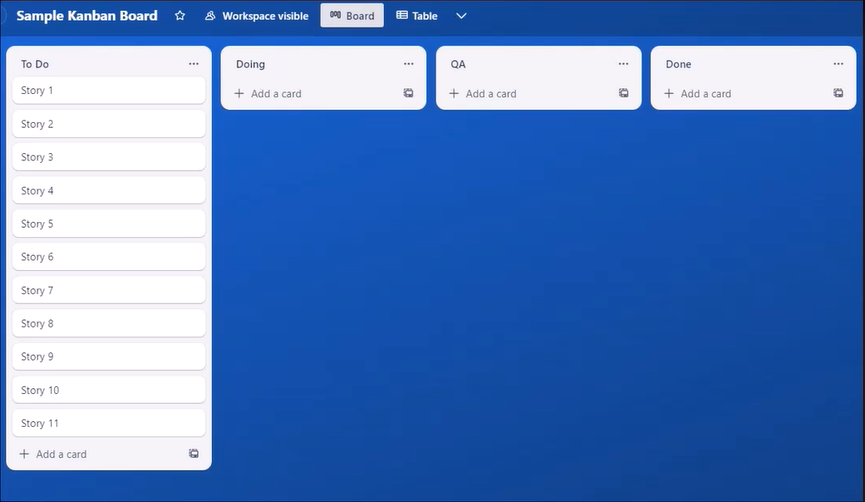 Sample Kanban Board
Workspace visible
Board
Table
To Do
Story 1
Story 2
Story 3
Story 4
Story 5
Story 6
Story 7
Story 8
Story 9
Story 10
Story 11
Add a card
Doing
Add a card
QA
Add a card
Done
Add a card